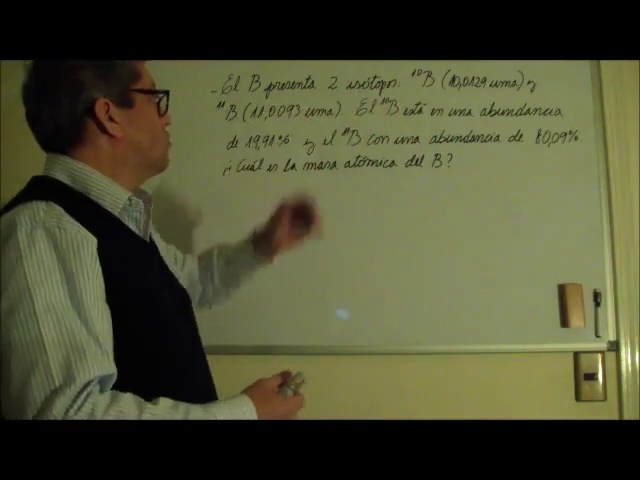 - El B presenta 2 isótopos: ¹⁰B (10,0129 uma) y
¹¹B (11,0093 uma). El ¹⁰B está en una abundancia
de 19,91% y el ¹¹B con una abundancia de 80,09%.
¿Cuál es la masa atómica del B?